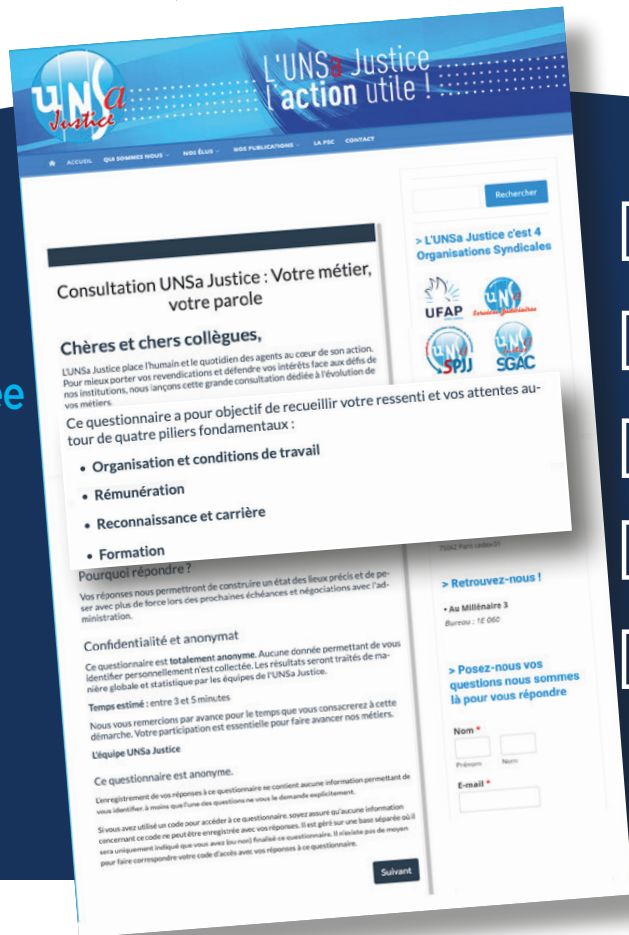 UNSa
Justice
L'UNSa Justice
l'action utile !
ACCUEIL QUI SOMMES NOUS NOS ÉLUS NOS PUBLICATIONS LA PSC CONTACT
Rechercher
> L'UNSa Justice c'est 4
Organisations Syndicales
UFAP
UNSa Justice
UNSa
Services Judiciaires
UNSa
SPJJ
UNSa
SGAC
Consultation UNSa Justice : Votre métier,
votre parole
Chères et chers collègues,
L'UNSa Justice place l'humain et le quotidien des agents au cœur de son action.
Pour mieux porter vos revendications et défendre vos intérêts face aux défis de
nos institutions, nous lançons cette grande consultation dédiée à l'évolution de
vos métiers.
Ce questionnaire a pour objectif de recueillir votre ressenti et vos attentes au-
tour de quatre piliers fondamentaux :
• Organisation et conditions de travail
• Rémunération
• Reconnaissance et carrière
• Formation
Pourquoi répondre ?
Vos réponses nous permettront de construire un état des lieux précis et de pe-
ser avec plus de force lors des prochaines échéances et négociations avec l'ad-
ministration.
Confidentialité et anonymat
Ce questionnaire est totalement anonyme. Aucune donnée permettant de vous
identifier personnellement n'est collectée. Les résultats seront traités de ma-
nière globale et statistique par les équipes de l'UNSa Justice.
Temps estimé : entre 3 et 5 minutes
Nous vous remercions par avance pour le temps que vous consacrerez à cette
démarche. Votre participation est essentielle pour faire avancer nos métiers.
L'équipe UNSa Justice
Ce questionnaire est anonyme.
L'enregistrement de vos réponses à ce questionnaire ne contient aucune information permettant de
vous identifier, à moins que l'une des questions ne vous le demande explicitement.
Si vous avez utilisé un code pour accéder à ce questionnaire, soyez assuré qu'aucune information
concernant ce code ne peut être enregistrée avec vos réponses. Il est géré sur une base séparée où il
sera uniquement indiqué que vous avez (ou non) finalisé ce questionnaire. Il n'existe pas de moyen
pour faire correspondre votre code d'accès avec vos réponses à ce questionnaire.
Suivant
75042 Paris cedex 01
> Retrouvez-nous !
• Au Millénaire 3
Bureau : 1E 060
> Posez-nous vos
questions nous sommes
là pour vous répondre
Nom *
Prénom Nom
E-mail *